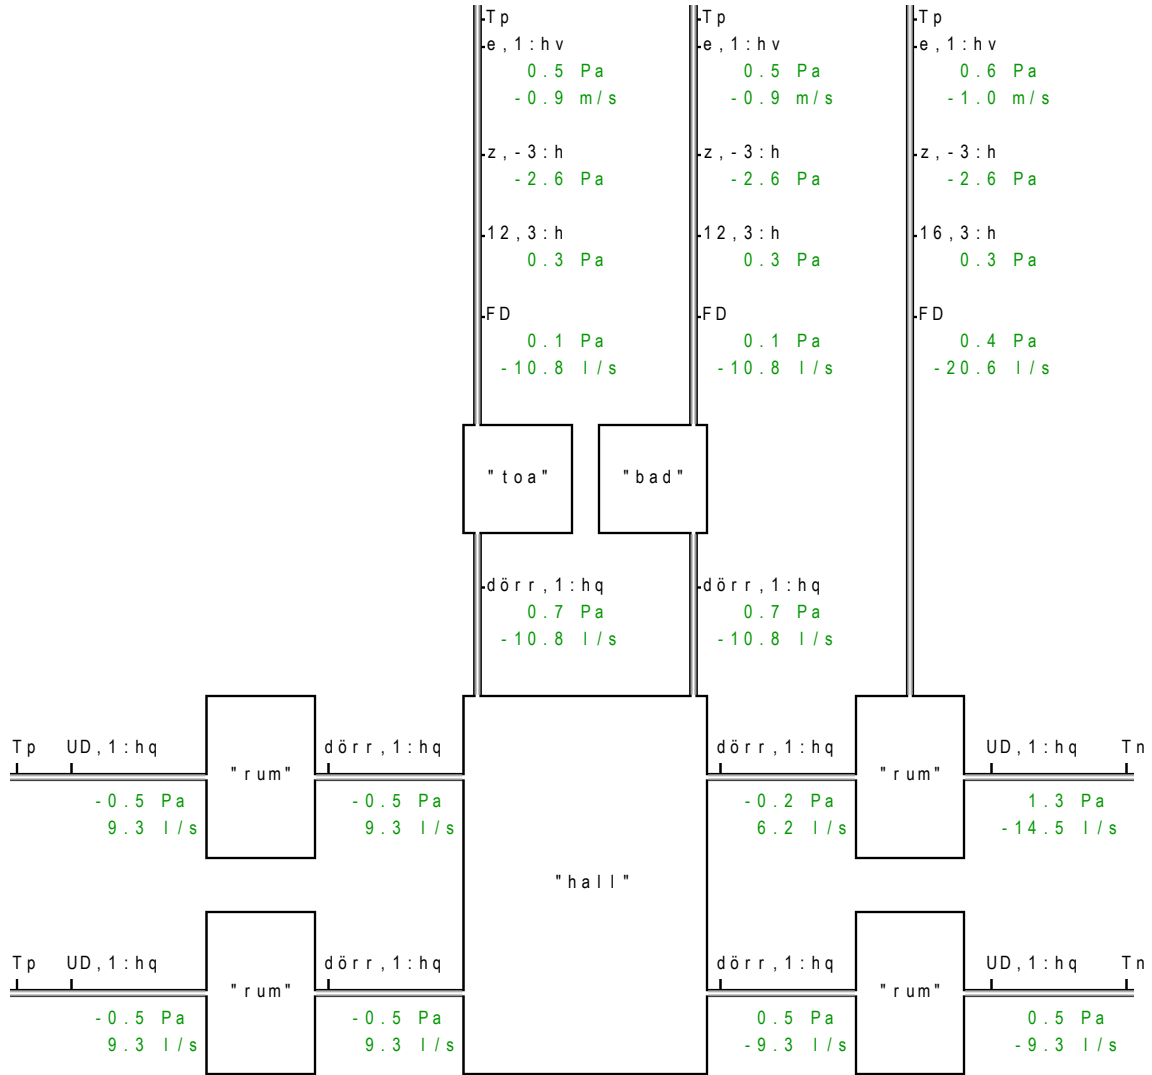 Tp Tp Tp
e,1:hv e,1:hv e,1:hv
0.5 Pa 0.5 Pa 0.6 Pa
-0.9 m/s -0.9 m/s -1.0 m/s
z,-3:h z,-3:h z,-3:h
-2.6 Pa -2.6 Pa -2.6 Pa
12,3:h 12,3:h 16,3:h
0.3 Pa 0.3 Pa 0.3 Pa
FD FD FD
0.1 Pa 0.1 Pa 0.4 Pa
-10.8 l/s -10.8 l/s -20.6 l/s
"toa" "bad"
dörr,1:hq dörr,1:hq
0.7 Pa 0.7 Pa
-10.8 l/s -10.8 l/s
Tp UD,1:hq dörr,1:hq dörr,1:hq UD,1:hq Tn
"rum" "rum"
-0.5 Pa -0.5 Pa -0.2 Pa 1.3 Pa
9.3 l/s 9.3 l/s 6.2 l/s -14.5 l/s
"hall"
Tp UD,1:hq dörr,1:hq dörr,1:hq UD,1:hq Tn
"rum" "rum"
-0.5 Pa -0.5 Pa 0.5 Pa 0.5 Pa
9.3 l/s 9.3 l/s -9.3 l/s -9.3 l/s